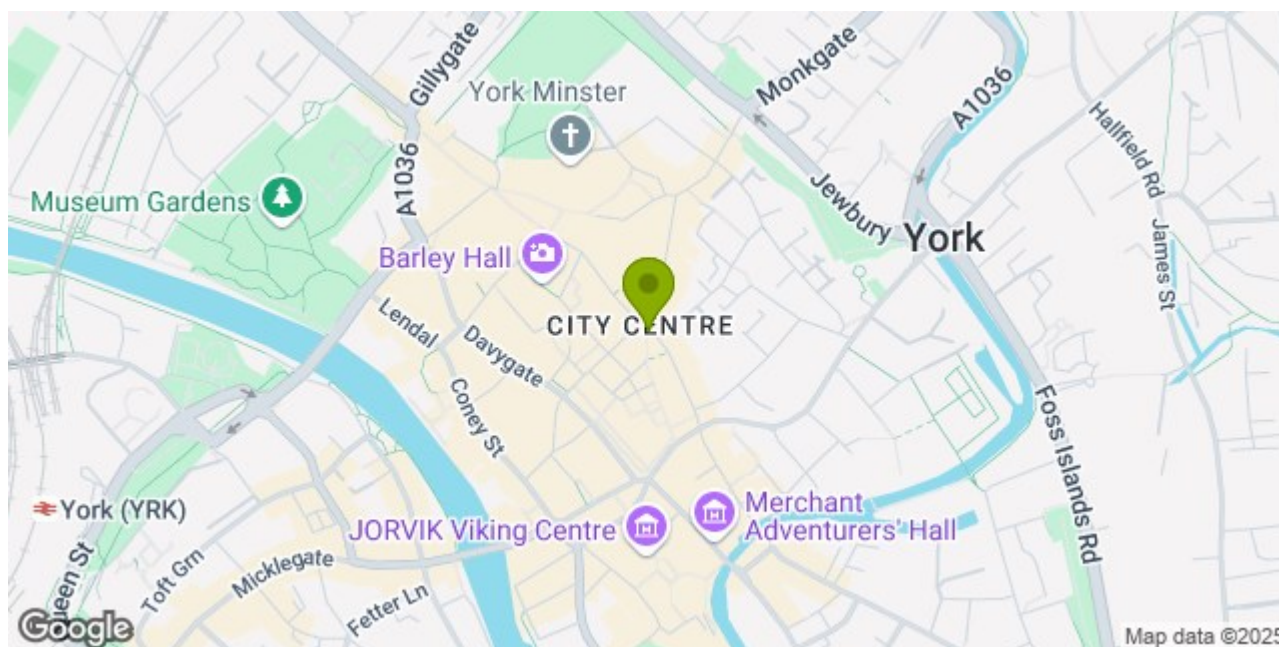 Gillygate
Monkgate
York Minster
A1036
Hallfield Rd
A1036
Museum Gardens
Jewbury
York
James St
Barley Hall
Lendal
CITY CENTRE
Davygate
Coney St
Foss Islands Rd
York (YRK)
Merchant
Adventurers' Hall
JORVIK Viking Centre
Queen St
Toft Grn
Micklegate
Fetter Ln
Google
Map data ©2025